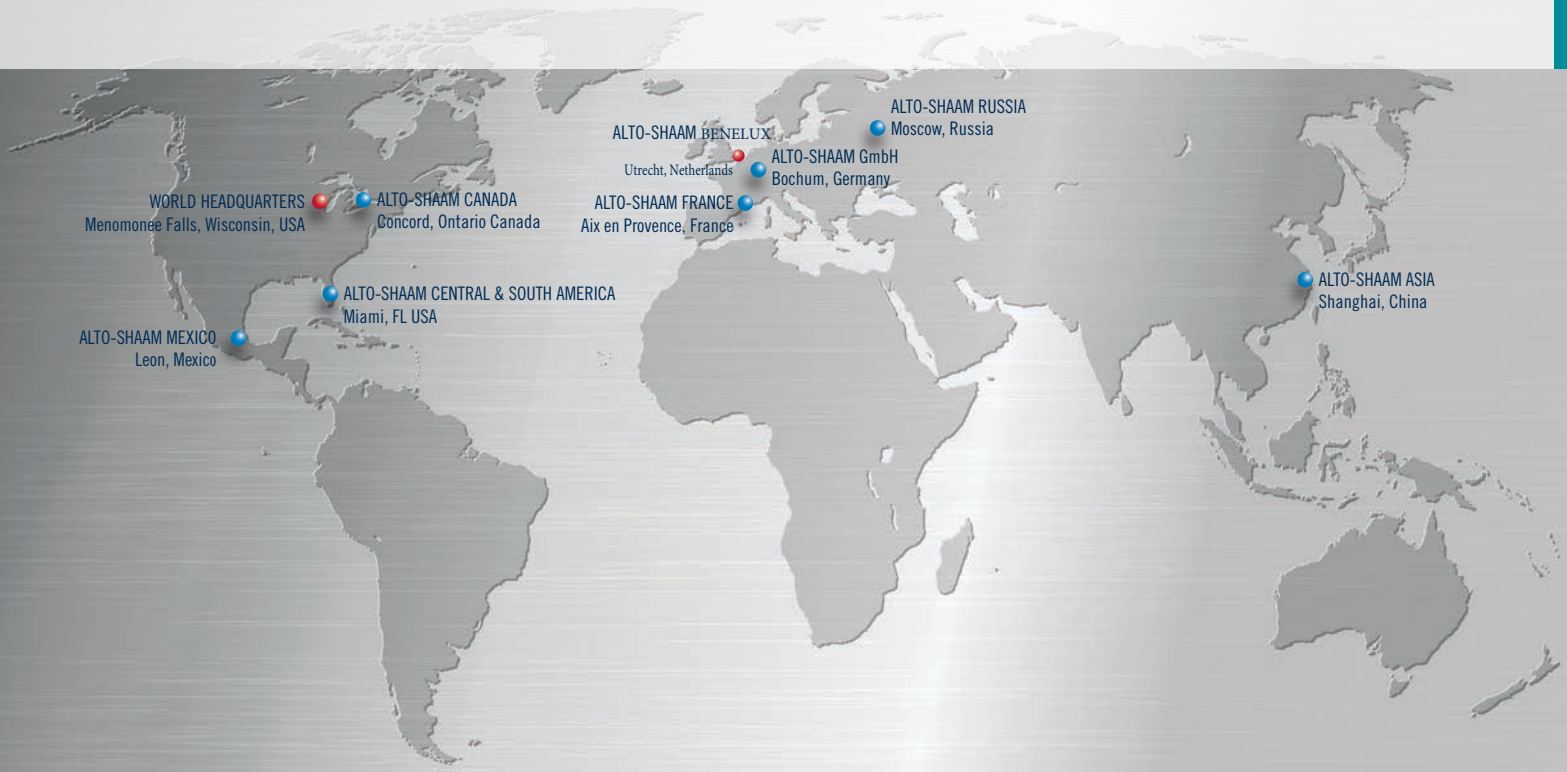 ALTO-SHAAM RUSSIA
Moscow, Russia
ALTO-SHAAM BENELUX
Utrecht, Netherlands
ALTO-SHAAM GmbH
Bochum, Germany
WORLD HEADQUARTERS
Menomonee Falls, Wisconsin, USA
ALTO-SHAAM CANADA
Concord, Ontario Canada
ALTO-SHAAM FRANCE
Aix en Provence, France
ALTO-SHAAM ASIA
Shanghai, China
ALTO-SHAAM CENTRAL & SOUTH AMERICA
Miami, FL USA
ALTO-SHAAM MEXICO
Leon, Mexico